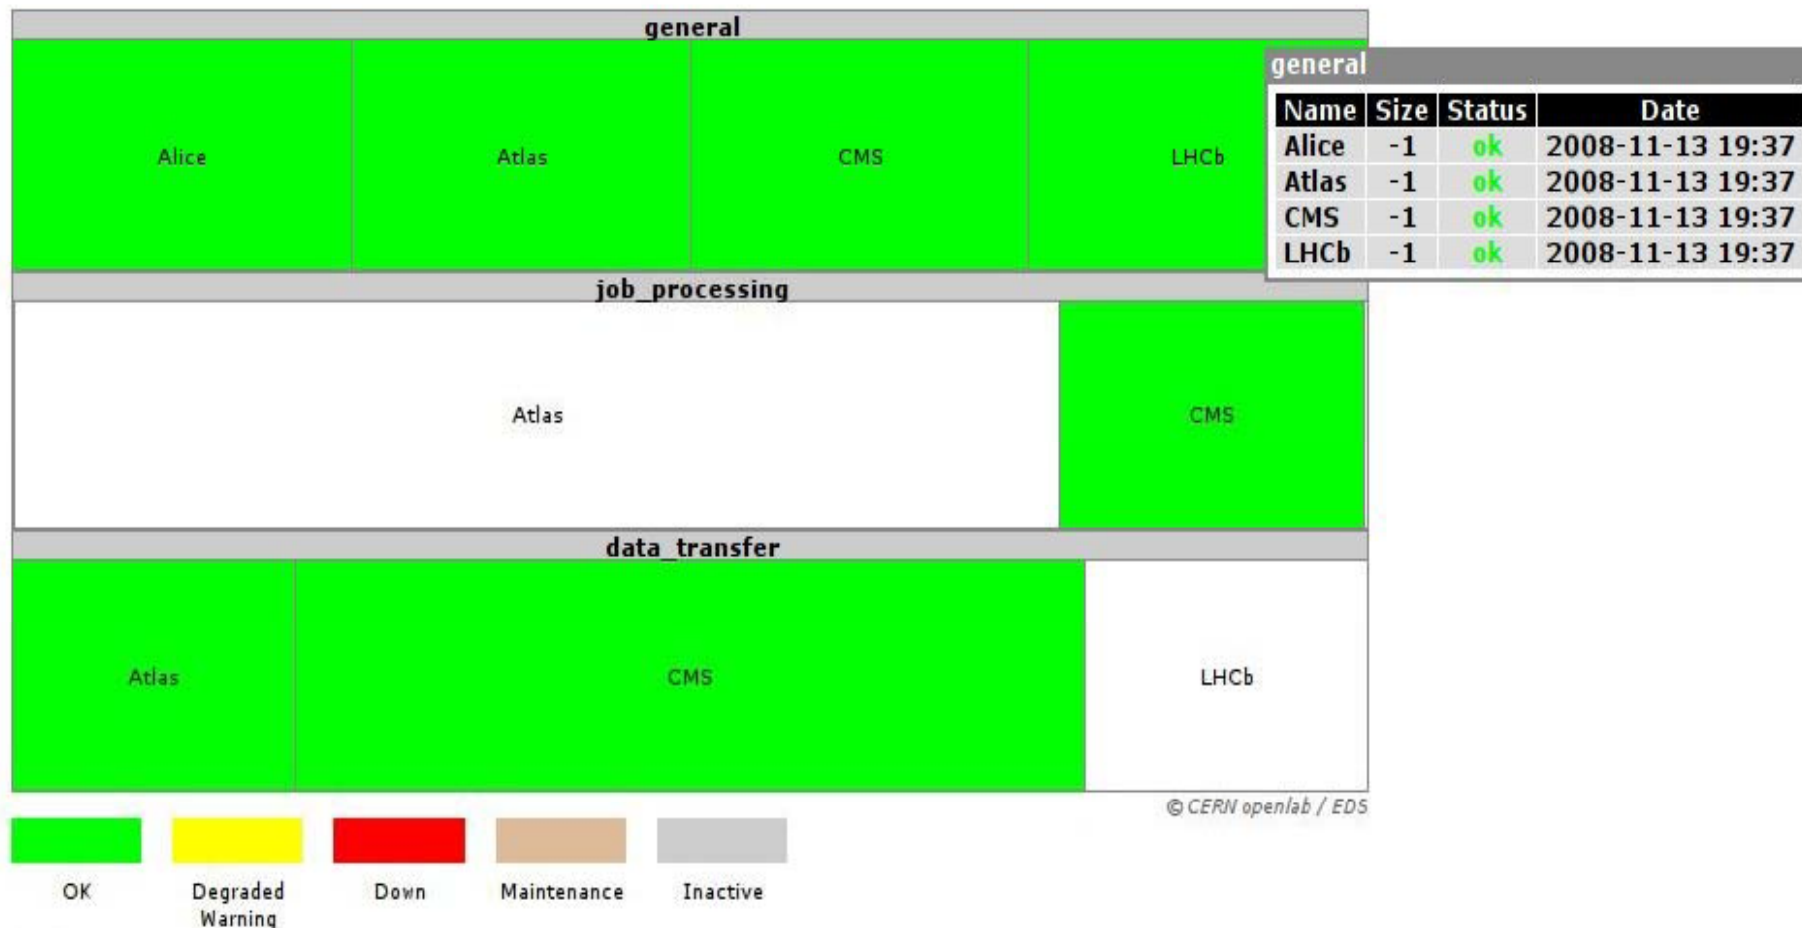 general
Alice Atlas CMS LHCb
general
Name Size Status Date
Alice -1 ok 2008-11-13 19:37
Atlas -1 ok 2008-11-13 19:37
CMS -1 ok 2008-11-13 19:37
LHCb -1 ok 2008-11-13 19:37
job_processing
Atlas CMS
data_transfer
Atlas CMS LHCb
© CERN openlab / EDS
OK Degraded Down Maintenance Inactive
Warning